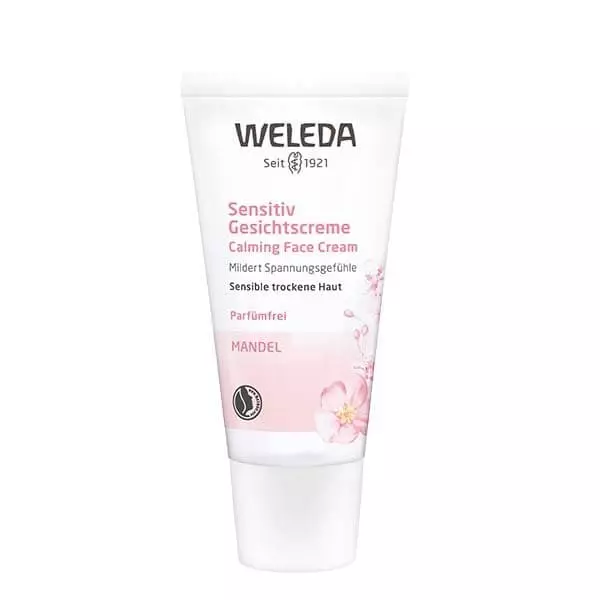 WELEDA
Seit 1921
Sensitiv
Gesichtscreme
Calming Face Cream
Mildert Spannungsgefühle
Sensible trockene Haut
Parfümfrei
MANDEL